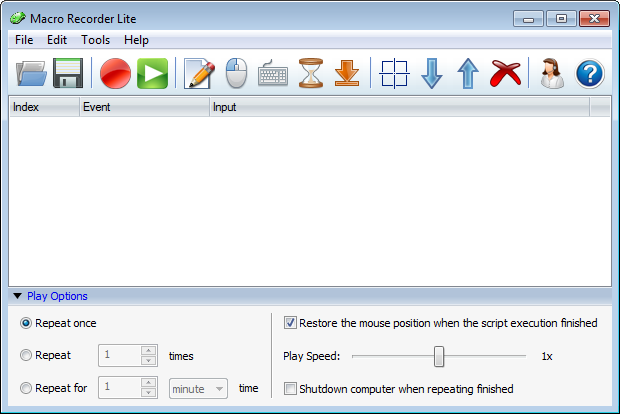 Macro Recorder Lite
File Edit Tools Help
?
Index Event Input
Play Options
Repeat once
Repeat 1 times
Repeat for 1 minute time
Restore the mouse position when the script execution finished
Play Speed: 1x
Shutdown computer when repeating finished